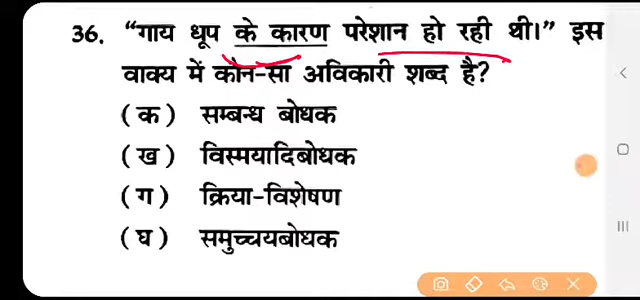 36. “गाय धूप के कारण परेशान हो रही थी।” इस
वाक्य में कौन-सा अविकारी शब्द है?
(क) सम्बन्ध बोधक
(ख) विस्मयादिबोधक
(ग) क्रिया-विशेषण
(घ) समुच्चयबोधक